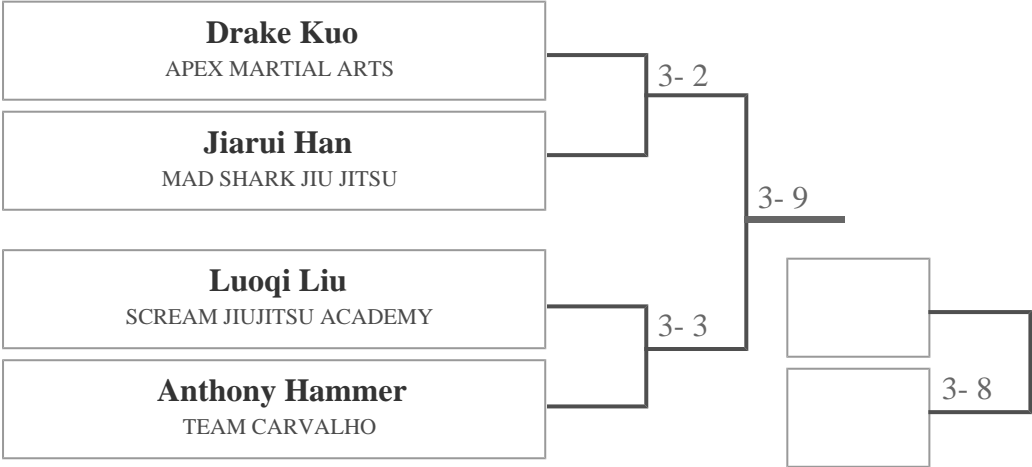 Drake Kuo
APEX MARTIAL ARTS
3- 2
Jiarui Han
MAD SHARK JIU JITSU
3- 9
Luoqi Liu
SCREAM JIUJITSU ACADEMY
3- 3
Anthony Hammer
TEAM CARVALHO
3- 8